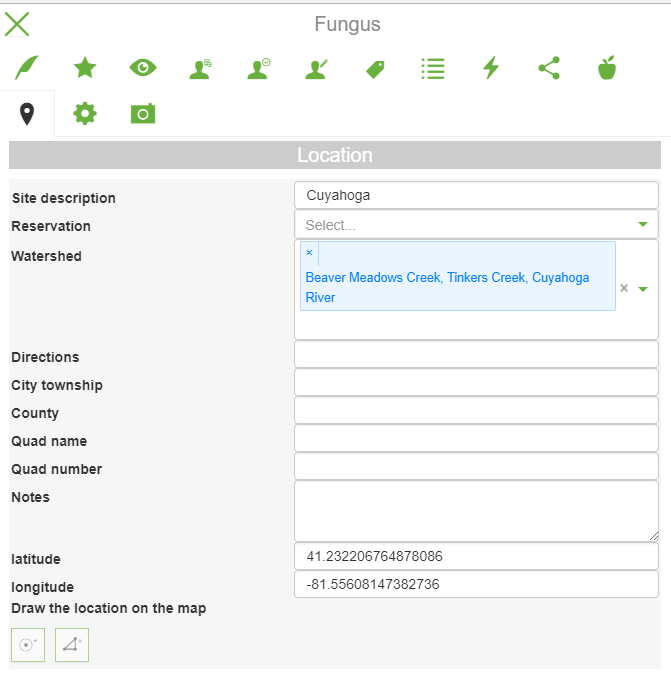 Fungus
Location
Site description Cuyahoga
Reservation Select...
Watershed × Beaver Meadows Creek, Tinkers Creek, Cuyahoga
River
×
Directions
City township
County
Quad name
Quad number
Notes
latitude 41.232206764878086
longitude -81.55608147382736
Draw the location on the map